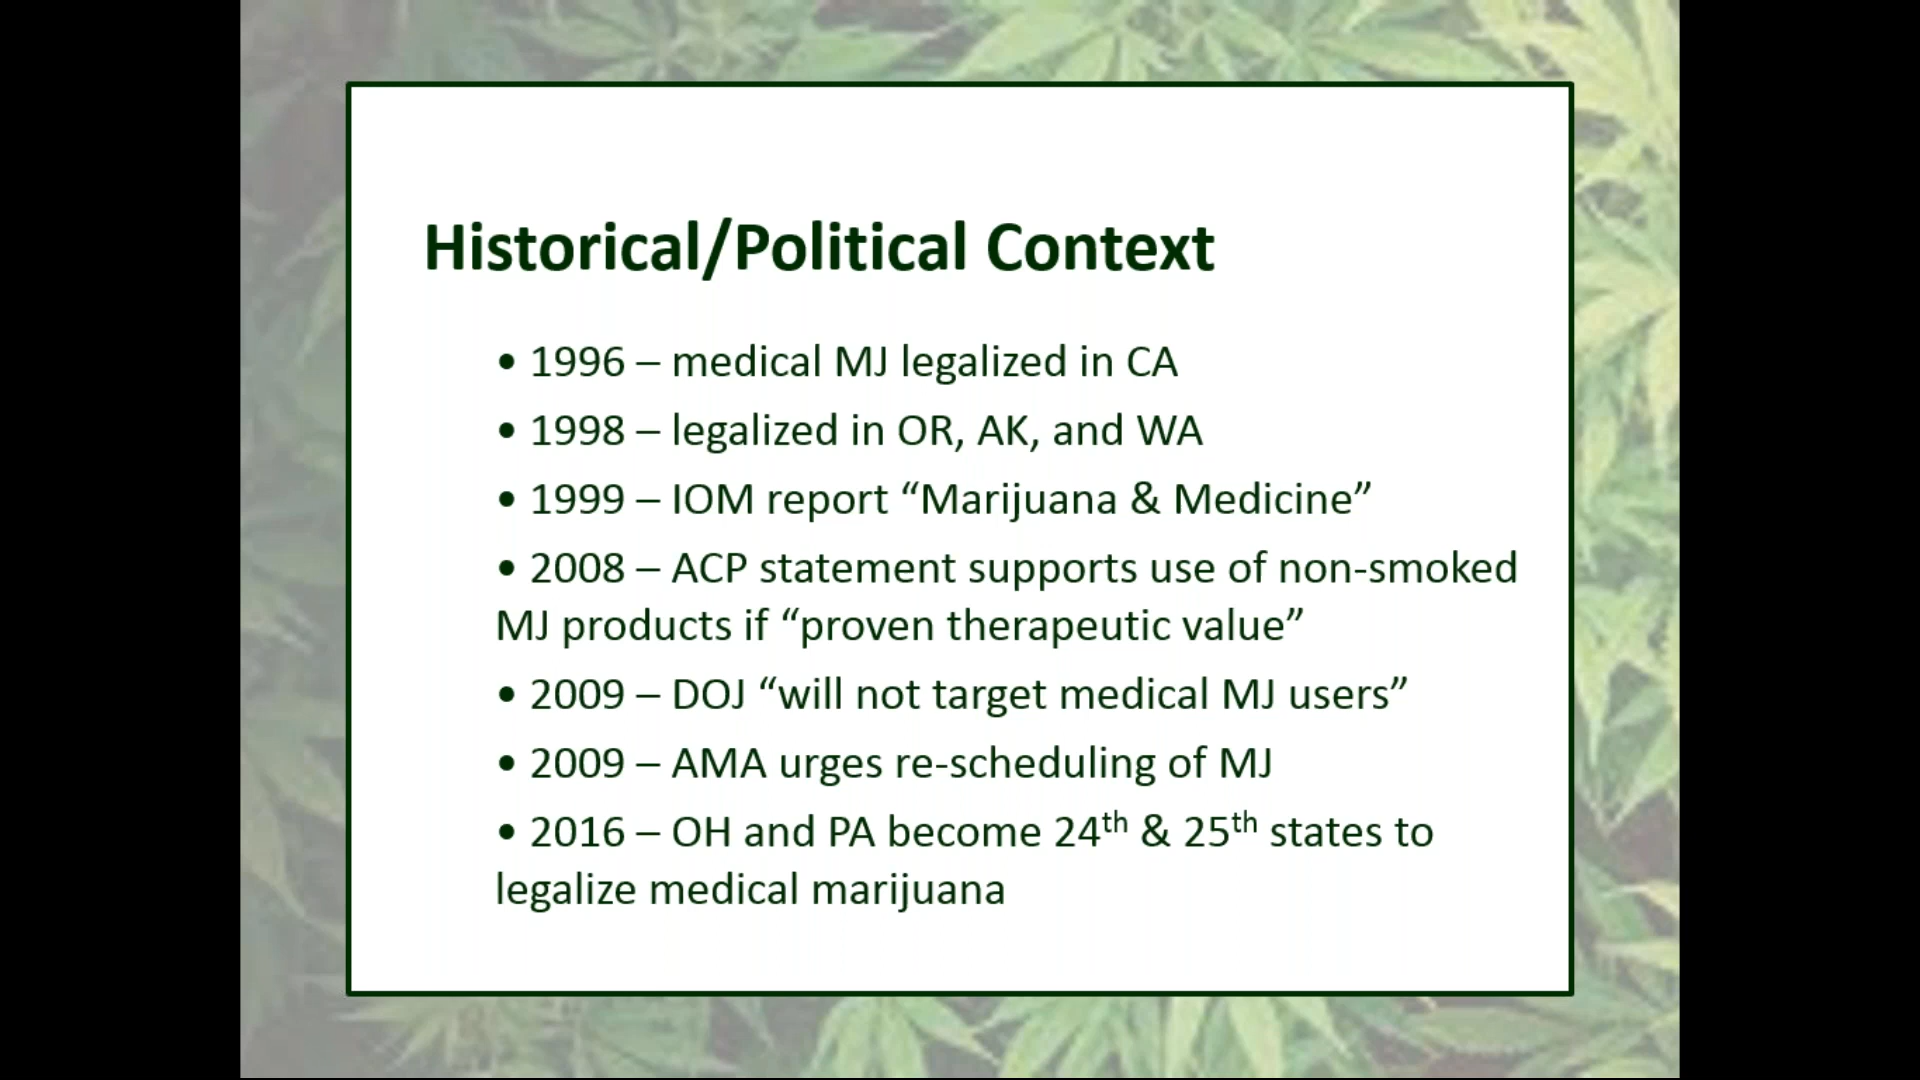 Historical/Political Context
• 1996 – medical MJ legalized in CA
• 1998 – legalized in OR, AK, and WA
• 1999 – IOM report “Marijuana & Medicine”
• 2008 – ACP statement supports use of non-smoked
MJ products if “proven therapeutic value”
• 2009 – DOJ “will not target medical MJ users”
• 2009 – AMA urges re-scheduling of MJ
• 2016 – OH and PA become 24th & 25th states to
legalize medical marijuana